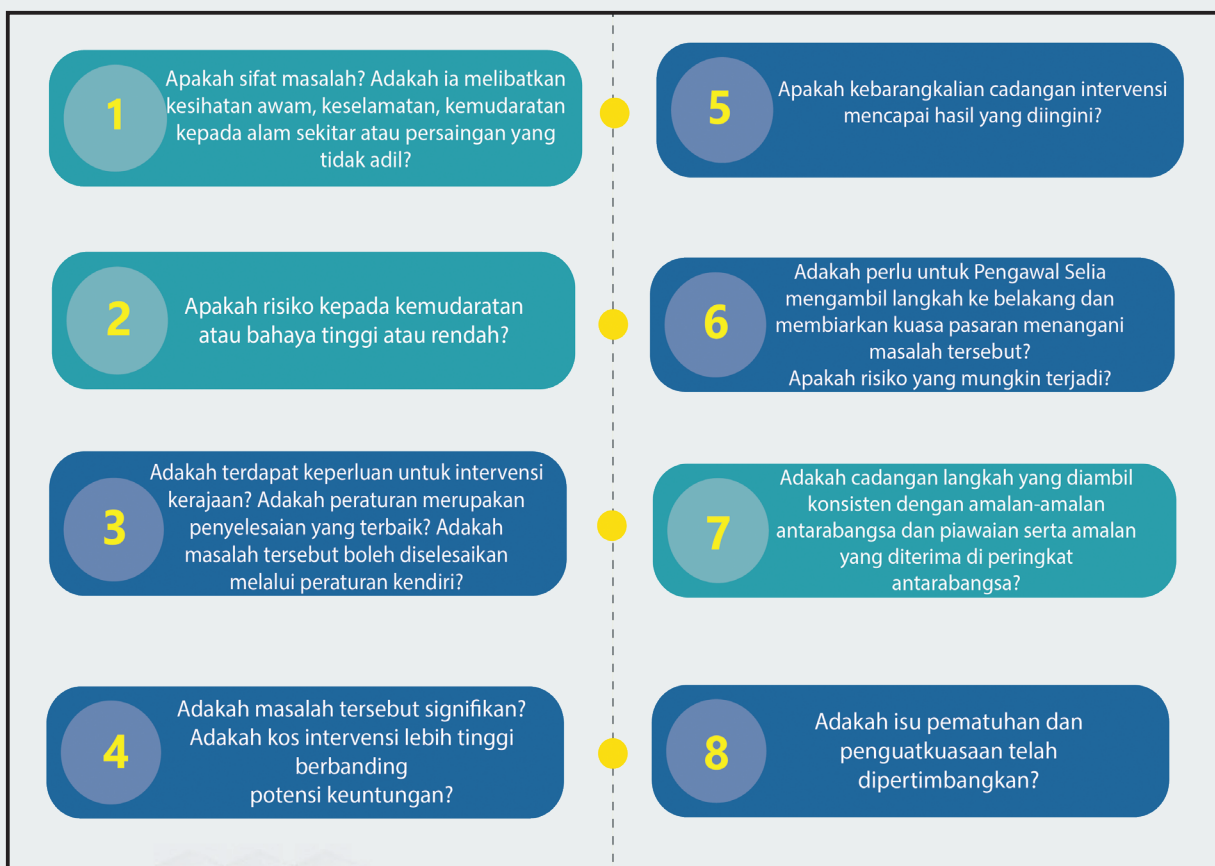 1
Apakah sifat masalah? Adakah ia melibatkan
kesihatan awam, keselamatan, kemudaratan
kepada alam sekitar atau persaingan yang
tidak adil?
2
Apakah risiko kepada kemudaratan
atau bahaya tinggi atau rendah?
3
Adakah terdapat keperluan untuk intervensi
kerajaan? Adakah peraturan merupakan
penyelesaian yang terbaik? Adakah
masalah tersebut boleh diselesaikan
melalui peraturan kendiri?
4
Adakah masalah tersebut signifikan?
Adakah kos intervensi lebih tinggi
berbanding
potensi keuntungan?
5
Apakah kebarangkalian cadangan intervensi
mencapai hasil yang diingini?
6
Adakah perlu untuk Pengawal Selia
mengambil langkah ke belakang dan
membiarkan kuasa pasaran menangani
masalah tersebut?
Apakah risiko yang mungkin terjadi?
7
Adakah cadangan langkah yang diambil
konsisten dengan amalan-amalan
antarabangsa dan piawaian serta amalan
yang diterima di peringkat
antarabangsa?
8
Adakah isu pematuhan dan
penguatkuasaan telah
dipertimbangkan?